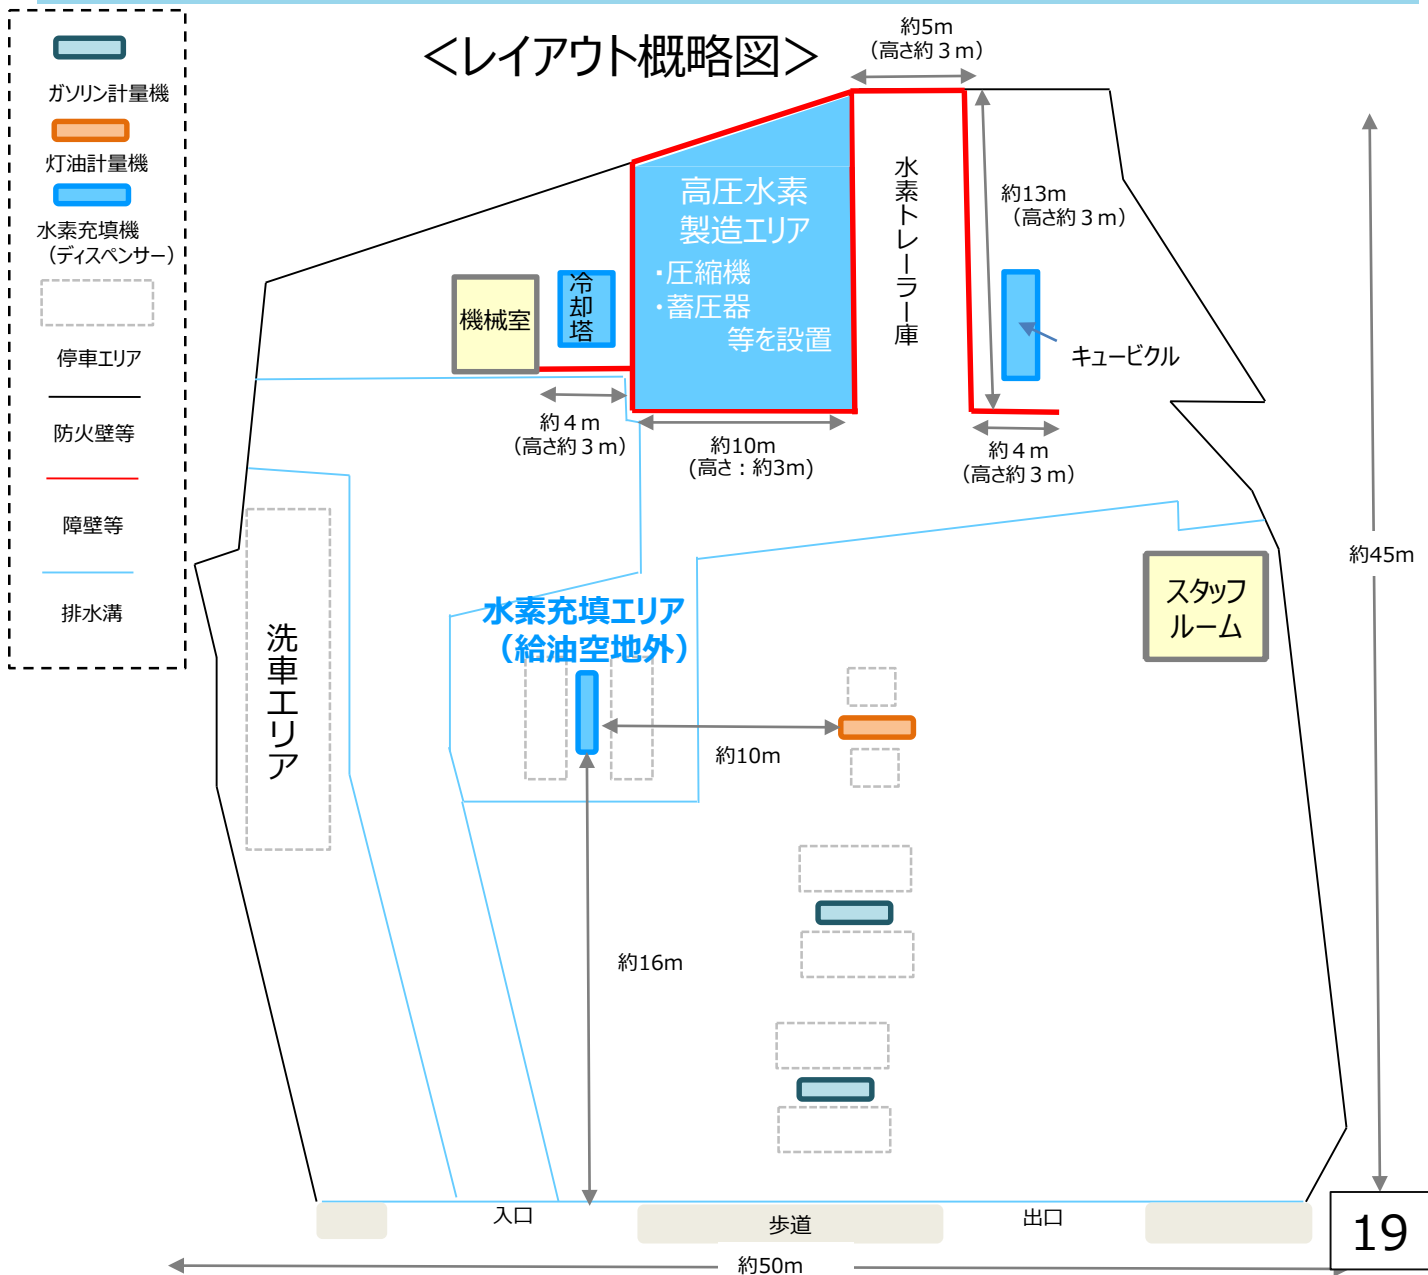 ＜レイアウト概略図＞
ガソリン計量機
灯油計量機
水素充填機
（ディスペンサー）
停車エリア
防火壁等
障壁等
排水溝
約5m
（高さ約３ｍ）
高圧水素
製造エリア
・圧縮機
・蓄圧器
等を設置
水素トレーラー庫
約13m
（高さ約３ｍ）
機械室
冷却塔
キュービクル
約４ｍ
（高さ約３ｍ）
約10m
（高さ：約3m）
約４ｍ
（高さ約３ｍ）
約45m
スタッフ
ルーム
水素充填エリア
（給油空地外）
洗車エリア
約10m
約16m
入口
歩道
出口
約50m
19